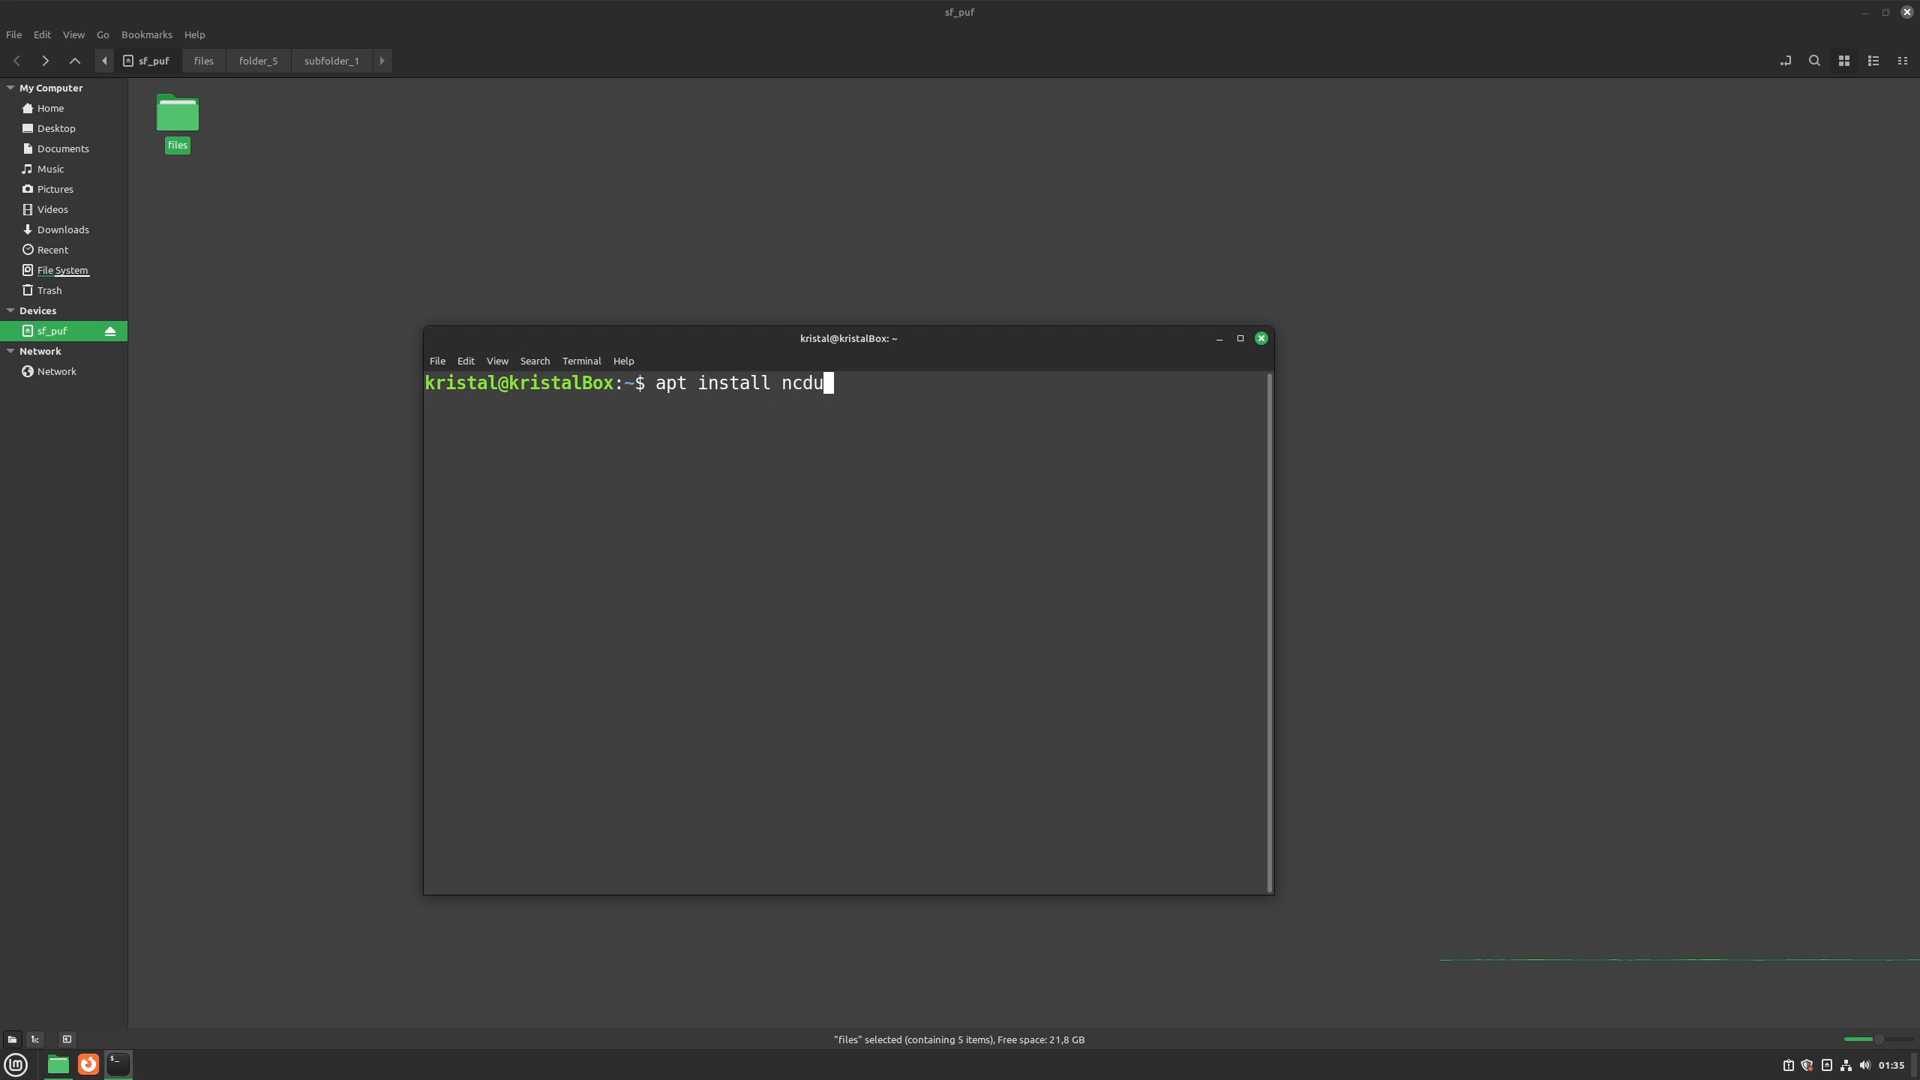 sf_puf
File Edit View Go Bookmarks Help
sf_puf files folder_5 subfolder_1
My Computer
Home
Desktop
Documents
Music
Pictures
Videos
Downloads
Recent
File System
Trash
Devices
sf_puf
Network
Network
files
kristal@kristalBox: ~
File Edit View Search Terminal Help
kristal@kristalBox:~$ apt install ncdu
"files" selected (containing 5 items), Free space: 21,8 GB
01:35